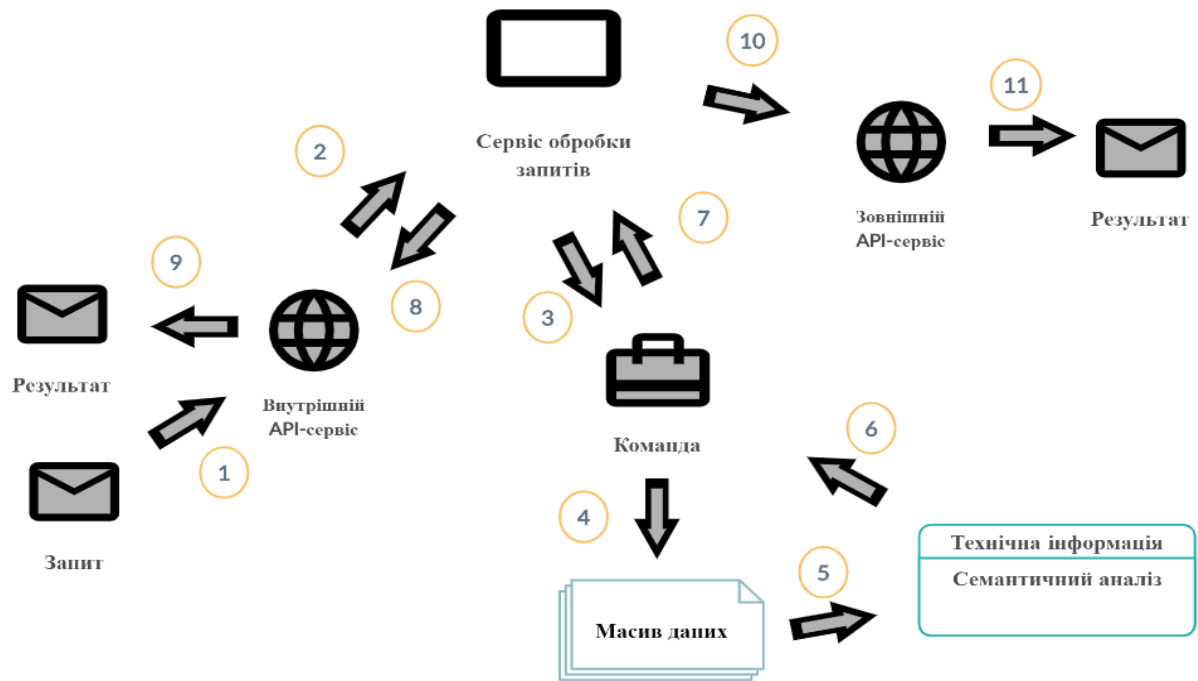 10
11
2
Сервіс обробки
запитів
7
Зовнішній
API-сервіс
Результат
9
8
3
Результат
Внутрішній
API-сервіс
1
Команда
6
Запит
4
Технічна інформація
Семантичний аналіз
5
Масив даних